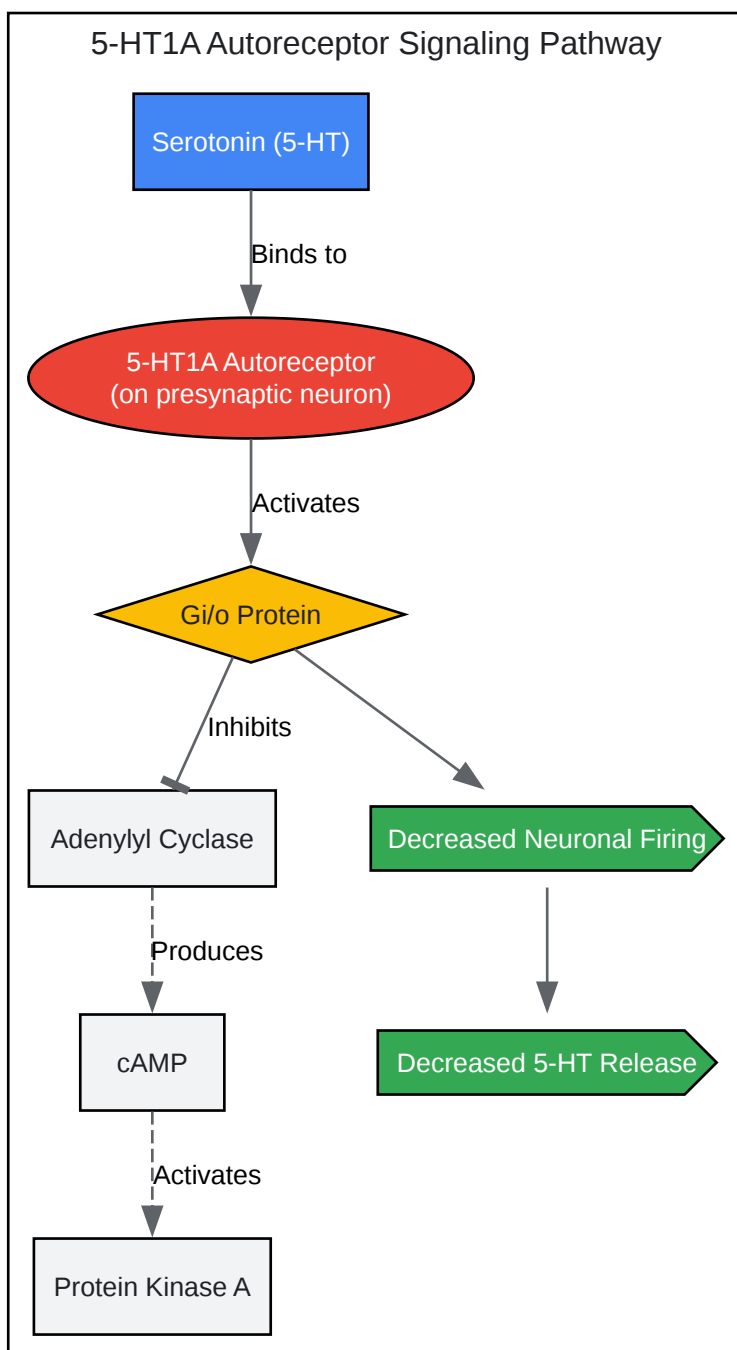 5-HT1A Autoreceptor Signaling Pathway
Serotonin (5-HT)
Binds to
5-HT1A Autoreceptor
(on presynaptic neuron)
Activates
Gi/o Protein
Inhibits
Adenylyl Cyclase
Decreased Neuronal Firing
Produces
cAMP
Decreased 5-HT Release
Activates
Protein Kinase A